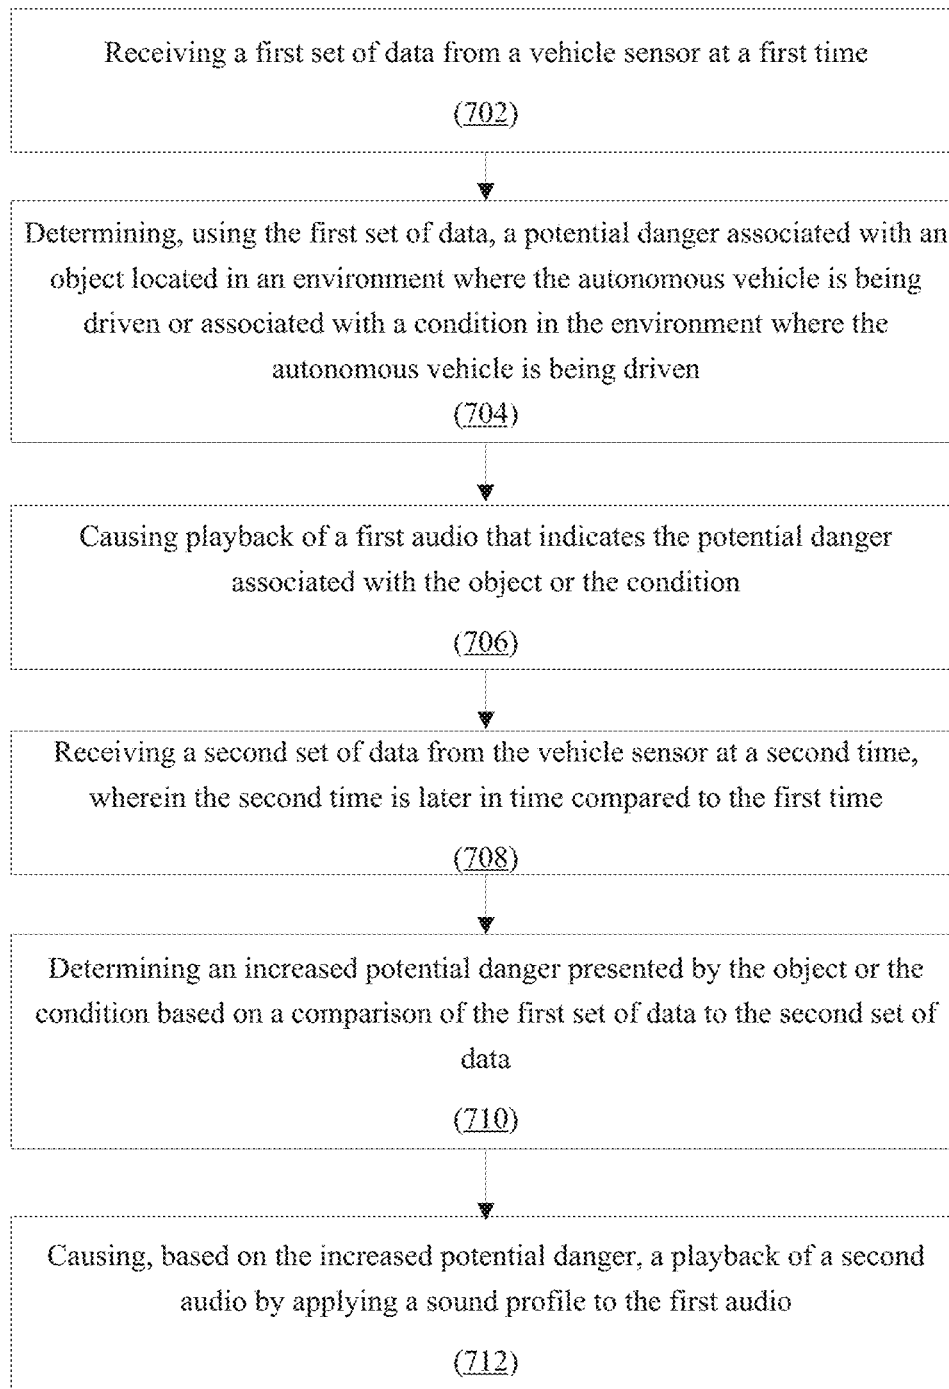 Receiving a first set of data from a vehicle sensor at a first time
(702)
Determining, using the first set of data, a potential danger associated with an
object located in an environment where the autonomous vehicle is being
driven or associated with a condition in the environment where the
autonomous vehicle is being driven
(704)
Causing playback of a first audio that indicates the potential danger
associated with the object or the condition
(706)
Receiving a second set of data from the vehicle sensor at a second time,
wherein the second time is later in time compared to the first time
(708)
Determining an increased potential danger presented by the object or the
condition based on a comparison of the first set of data to the second set of
data
(710)
Causing, based on the increased potential danger, a playback of a second
audio by applying a sound profile to the first audio
(712)